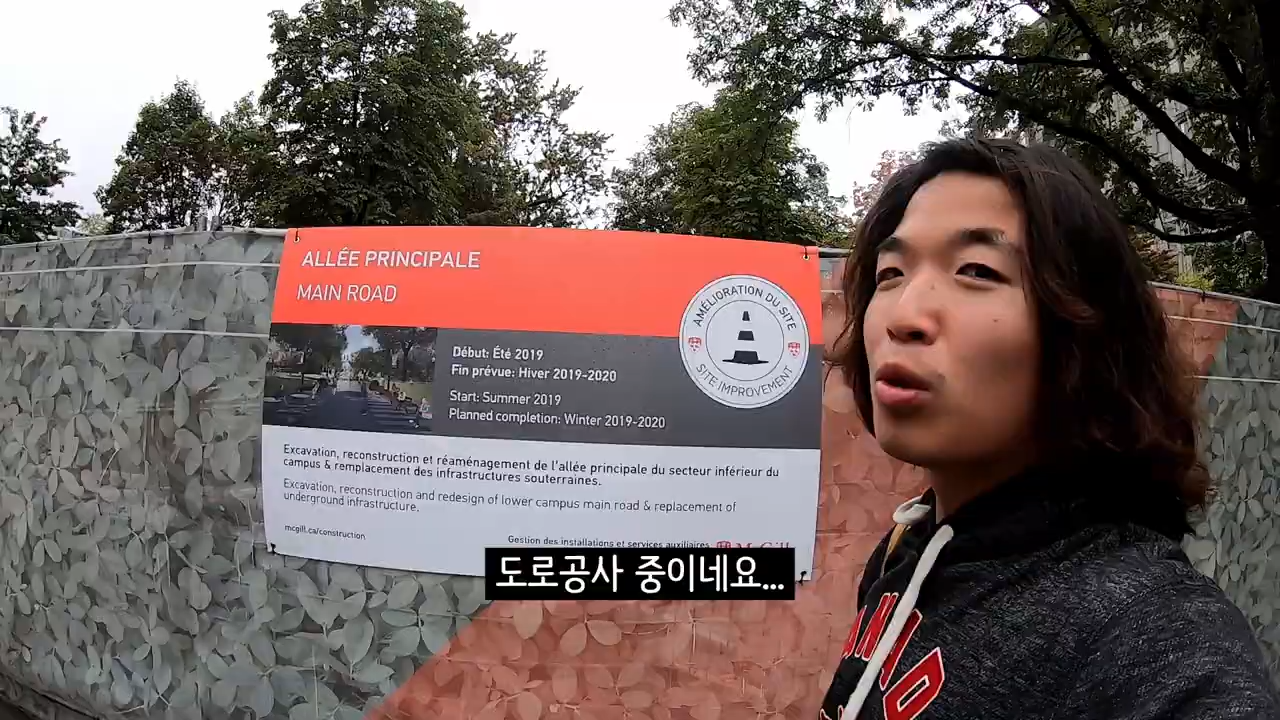 ALLÉE PRINCIPALE
MAIN ROAD
AMÉLIORATION DU SITE
SITE IMPROVEMENT
Début: Été 2019
Fin prévue: Hiver 2019-2020
Start: Summer 2019
Planned completion: Winter 2019-2020
Excavation, reconstruction et réaménagement de l'allée principale du secteur inférieur du
campus & remplacement des infrastructures souterraines.
Excavation, reconstruction and redesign of lower campus main road & replacement of
underground infrastructure.
mcgill.ca/construction
Gestion des installations et services auxiliaires
McGill
도로공사 중이네요...